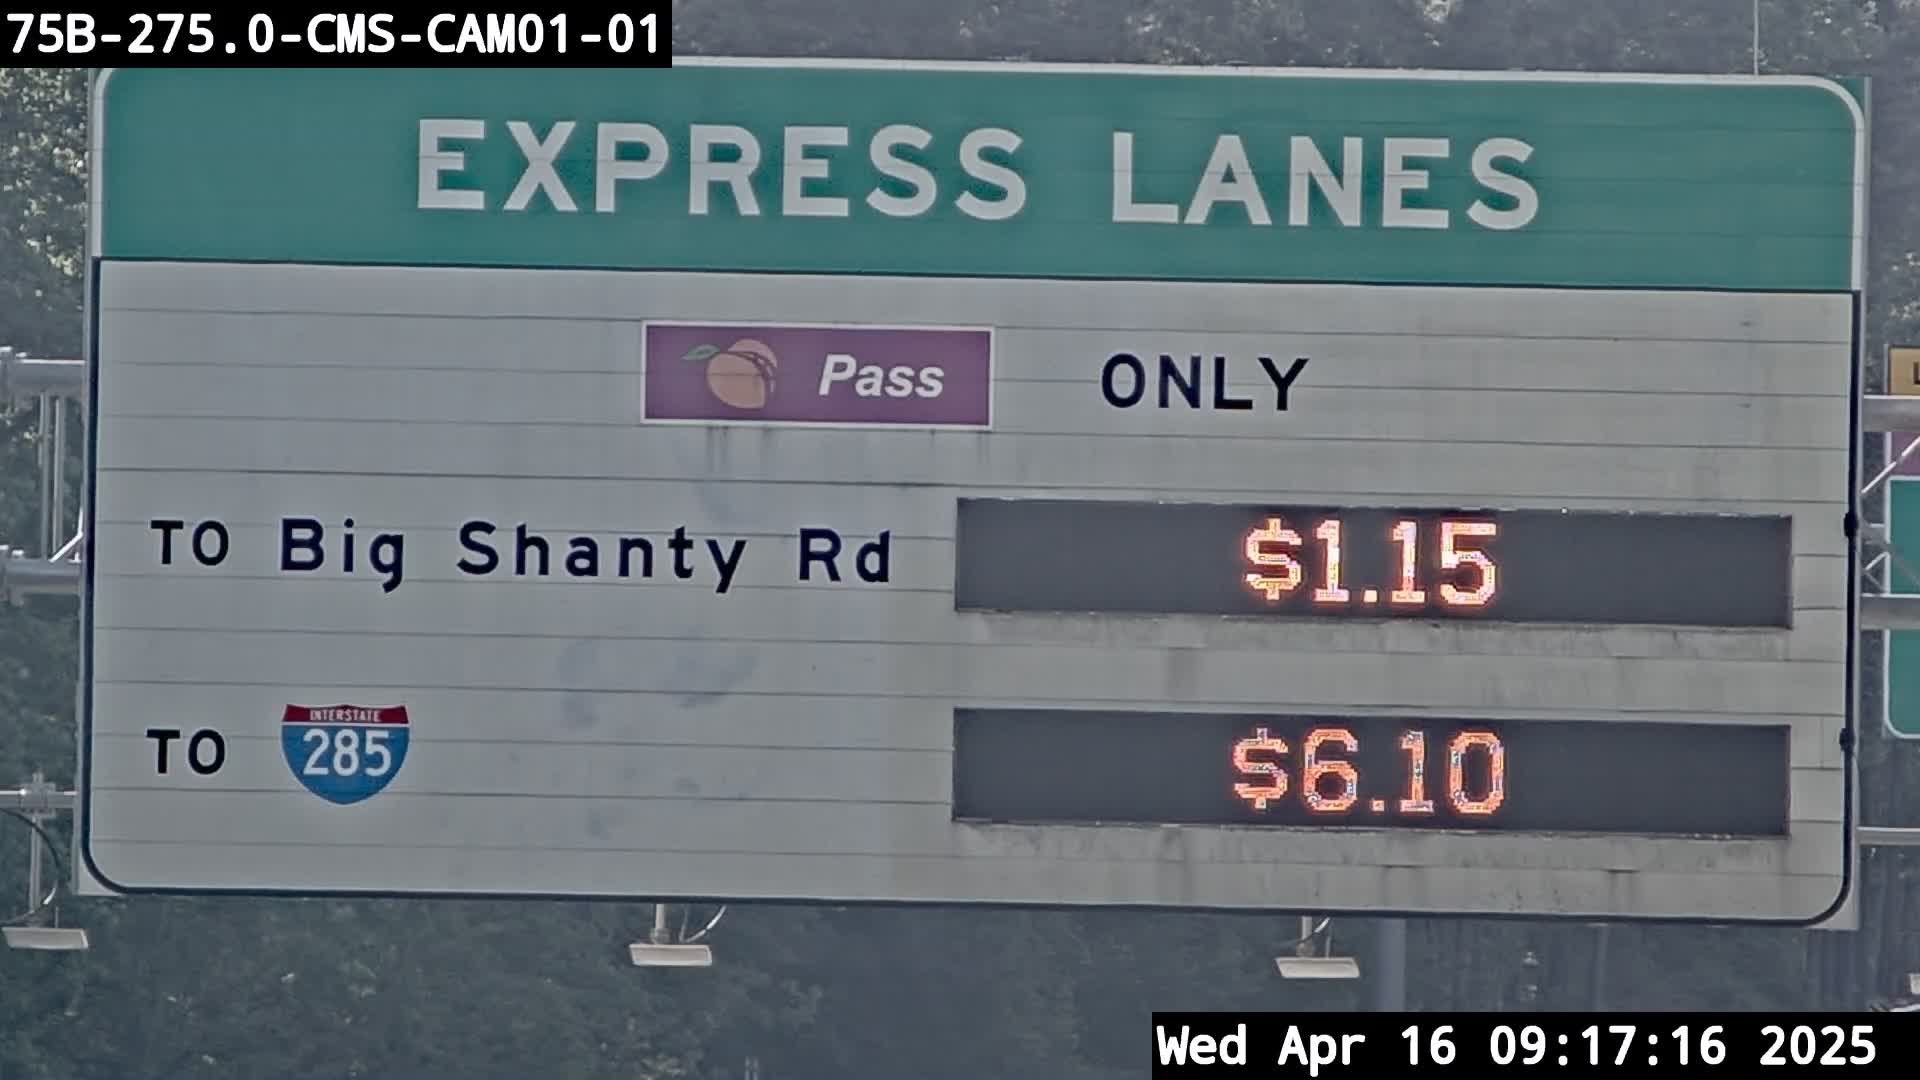 75B-275.0-CMS-CAM01-01
EXPRESS LANES
Pass ONLY
TO Big Shanty Rd $1.15
TO INTERSTATE 285 $6.10
Wed Apr 16 09:17:16 2025